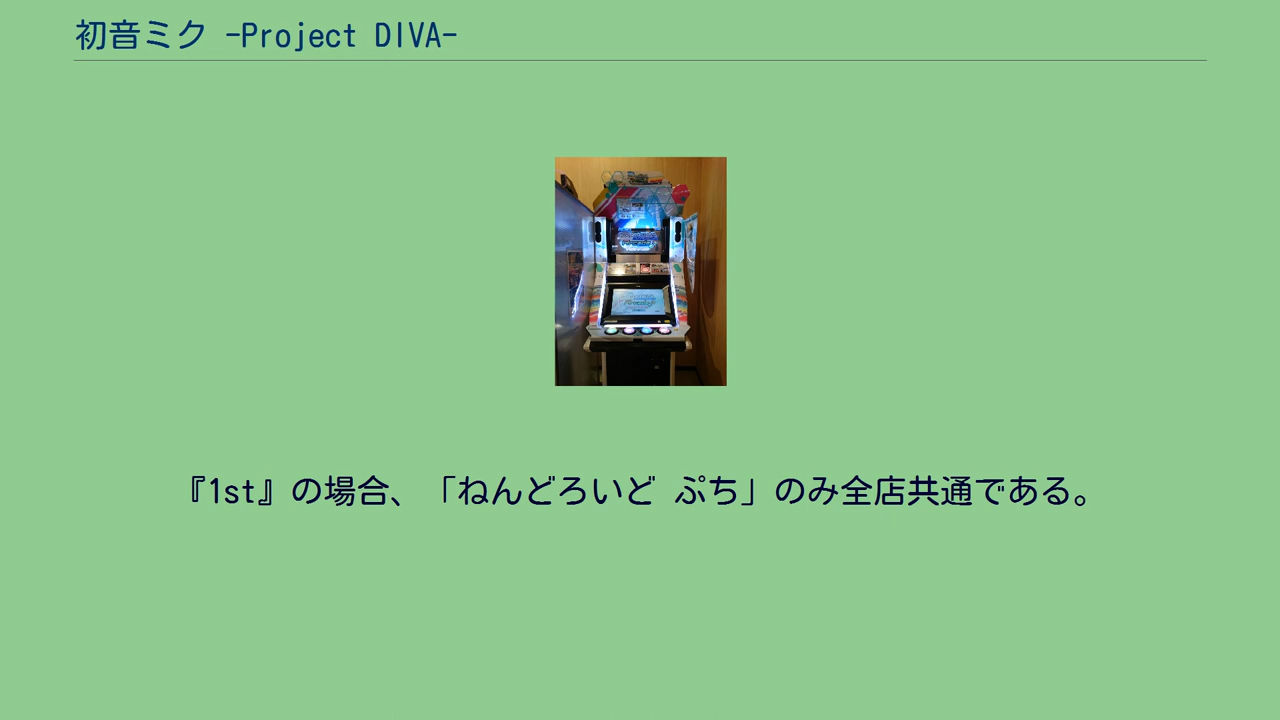 初音ミク -Project DIVA-
『1st』の場合、「ねんどろいど ぷち」のみ全店共通である。